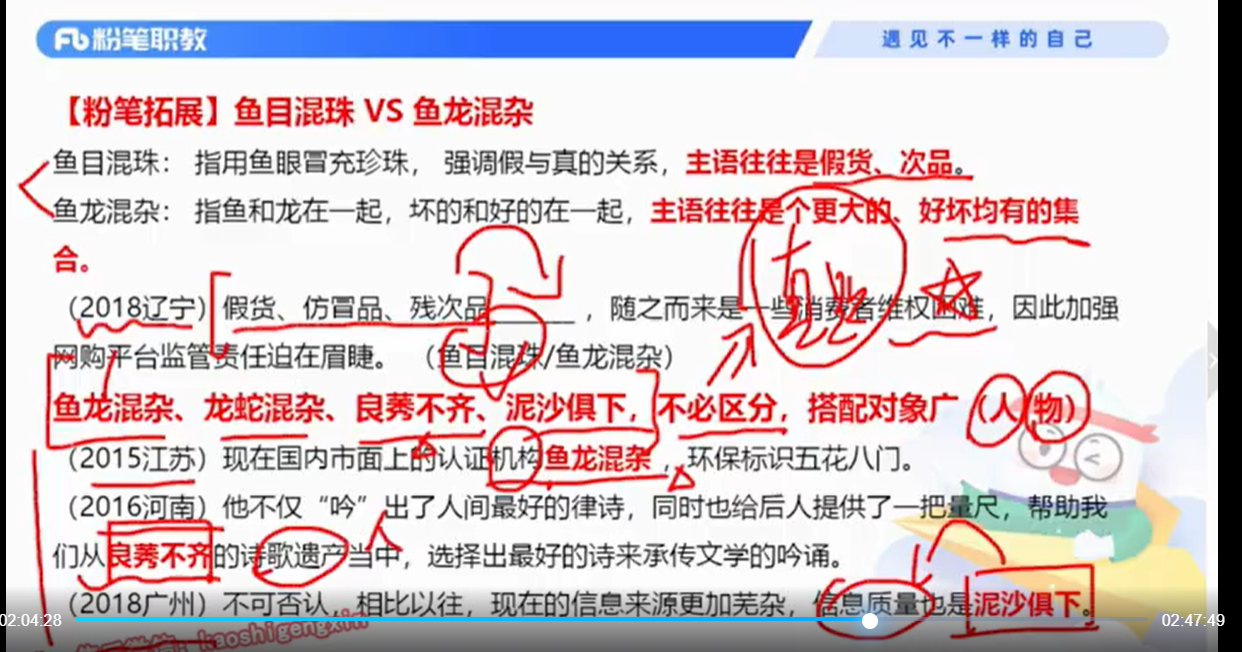 粉笔职教
遇见不一样的自己
【粉笔拓展】鱼目混珠 VS 鱼龙混杂
鱼目混珠： 指用鱼眼冒充珍珠， 强调假与真的关系，主语往往是假货、次品。
鱼龙混杂： 指鱼和龙在一起，坏的和好的在一起，主语往往是个更大的、好坏均有的集
合。
（2018辽宁）假货、仿冒品、残次品______，随之而来是一些消费者维权困难，因此加强
网购平台监管责任迫在眉睫。 （鱼目混珠/鱼龙混杂）
鱼龙混杂、龙蛇混杂、良莠不齐、泥沙俱下，不必区分，搭配对象广（人/物）
（2015江苏）现在国内市面上的认证机构鱼龙混杂，环保标识五花八门。
（2016河南）他不仅“吟”出了人间最好的律诗，同时也给后人提供了一把量尺，帮助我
们从良莠不齐的诗歌遗产当中，选择出最好的诗来承传文学的吟诵。
（2018广州）不可否认，相比以往，现在的信息来源更加芜杂，信息质量也是泥沙俱下。
02:04:28
02:47:49
kaoshigengxin